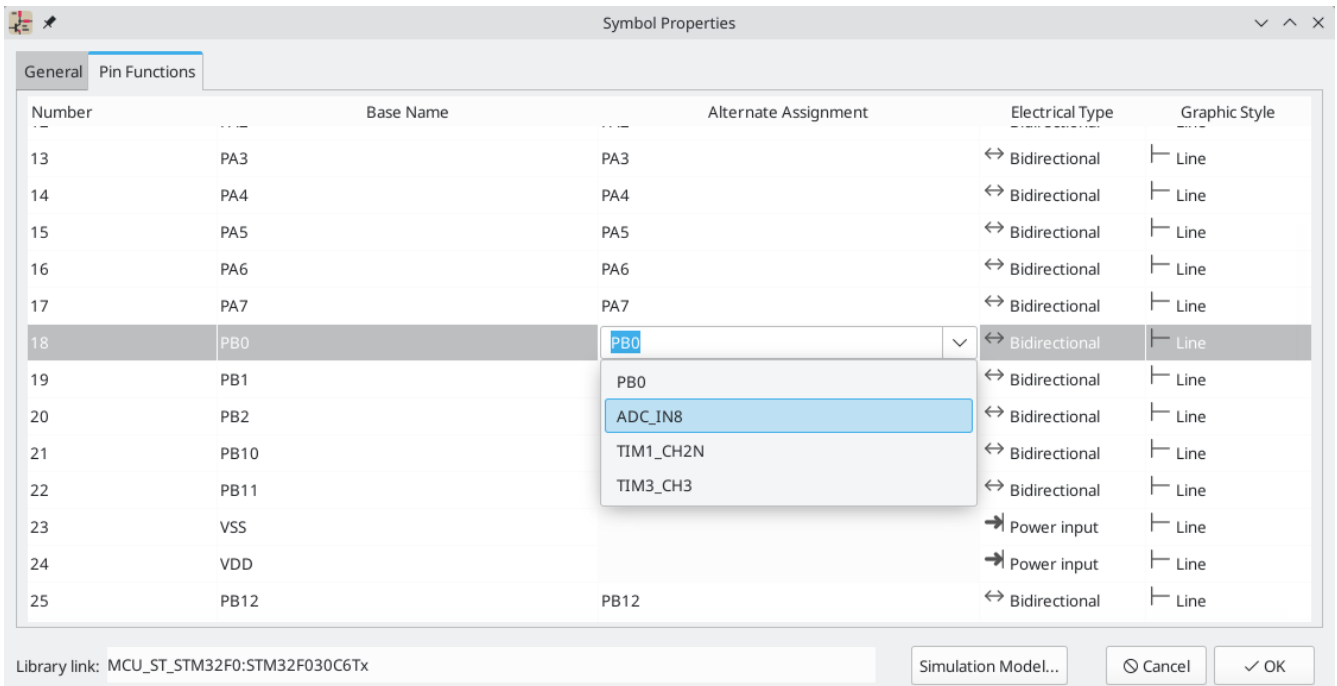 Symbol Properties
General Pin Functions
Number Base Name Alternate Assignment Electrical Type Graphic Style
13 PA3 PA3 Bidirectional Line
14 PA4 PA4 Bidirectional Line
15 PA5 PA5 Bidirectional Line
16 PA6 PA6 Bidirectional Line
17 PA7 PA7 Bidirectional Line
18 PB0 PB0 Bidirectional Line
19 PB1 PB0 Bidirectional Line
20 PB2 ADC_IN8 Bidirectional Line
21 PB10 TIM1_CH2N Bidirectional Line
22 PB11 TIM3_CH3 Bidirectional Line
23 VSS Power input Line
24 VDD Power input Line
25 PB12 PB12 Bidirectional Line
Library link: MCU_ST_STM32F0:STM32F030C6Tx Simulation Model... Cancel OK